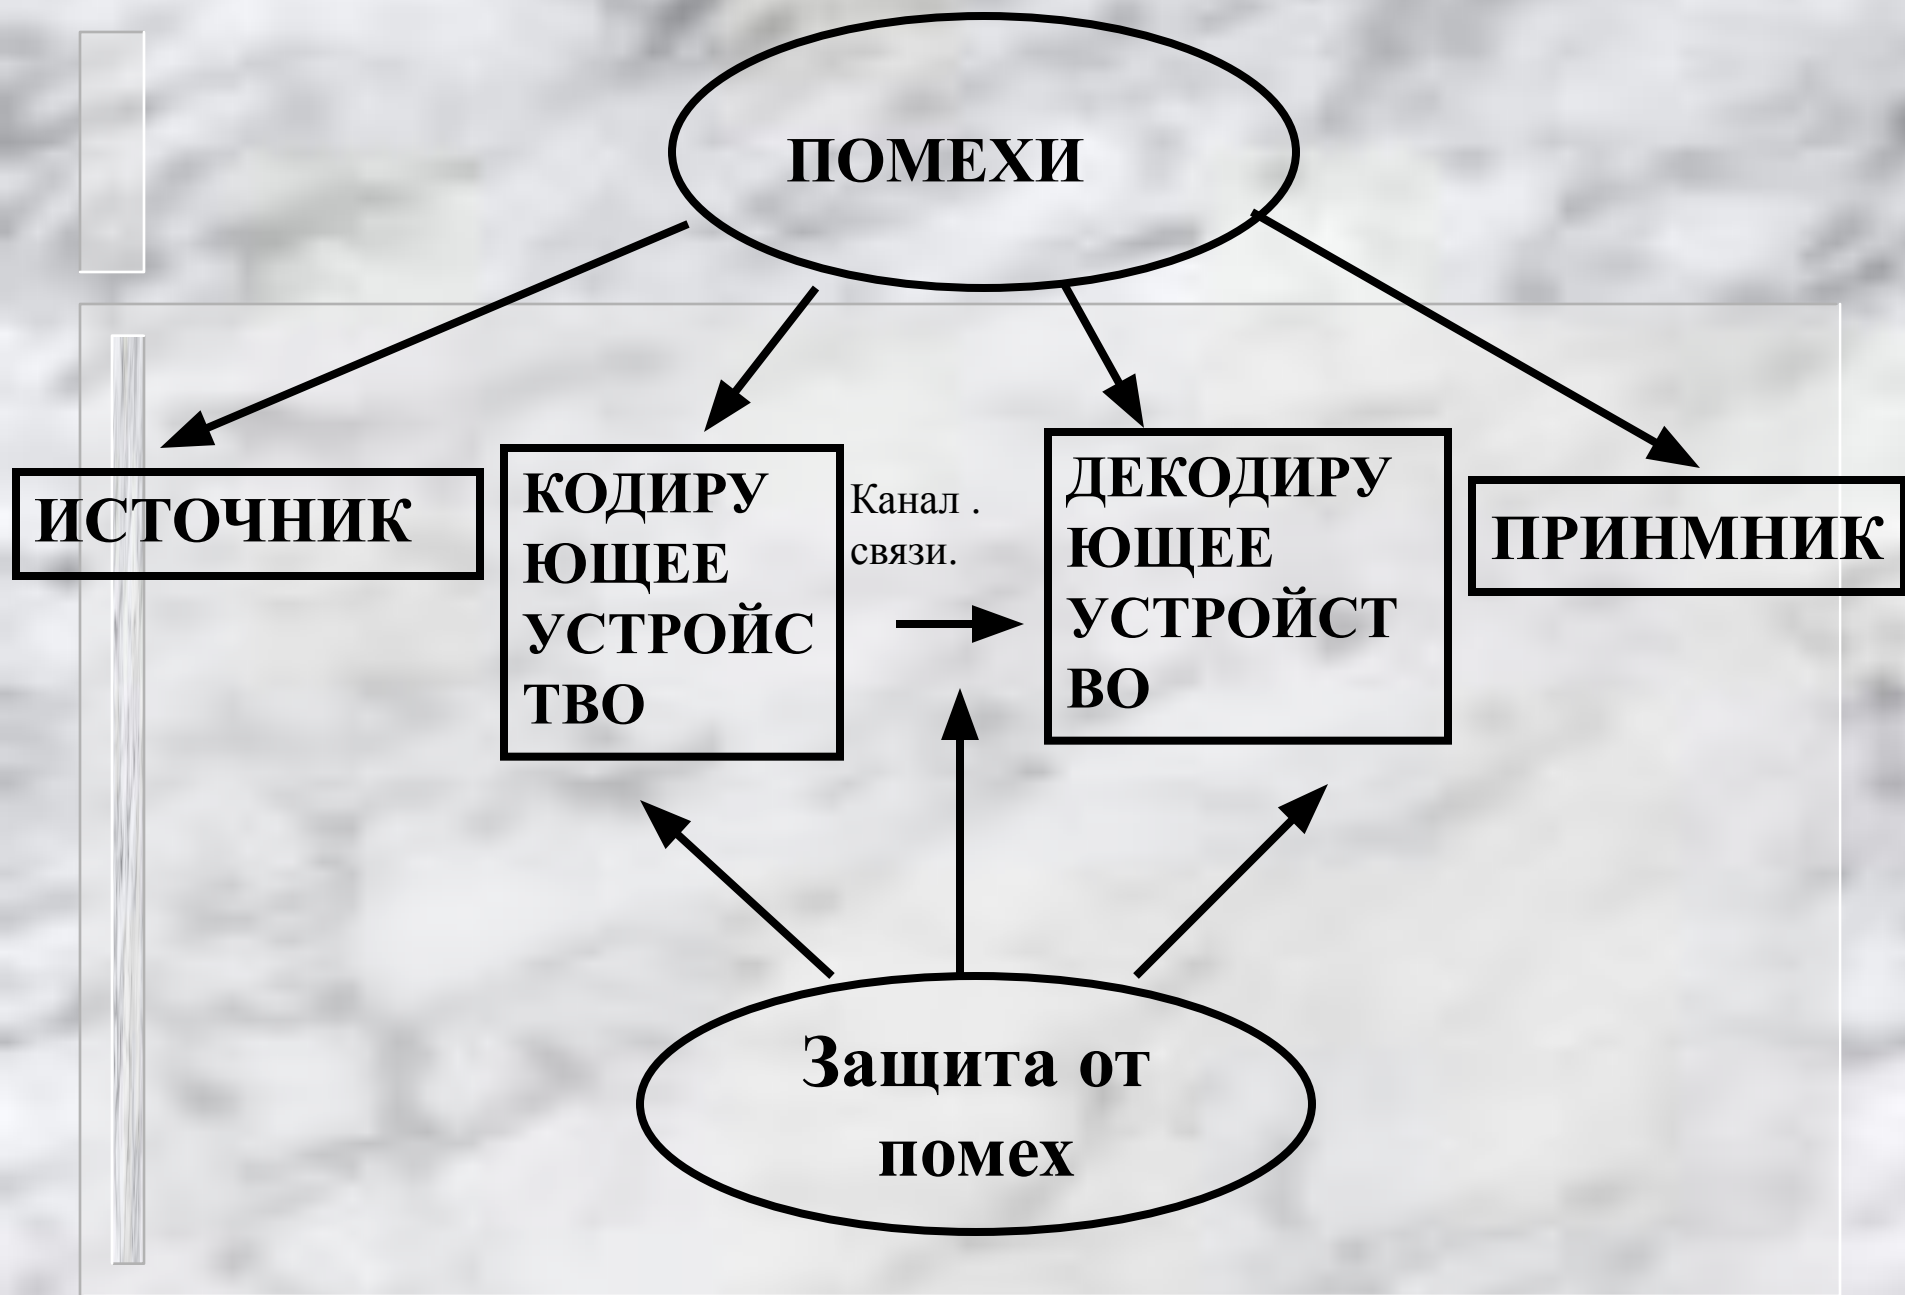 ПОМЕХИ
ИСТОЧНИК
КОДИРУ
ЮЩЕЕ
УСТРОЙС
ТВО
Канал .
связи.
ДЕКОДИРУ
ЮЩЕЕ
УСТРОЙСТ
ВО
ПРИНМНИК
Защита от
помех